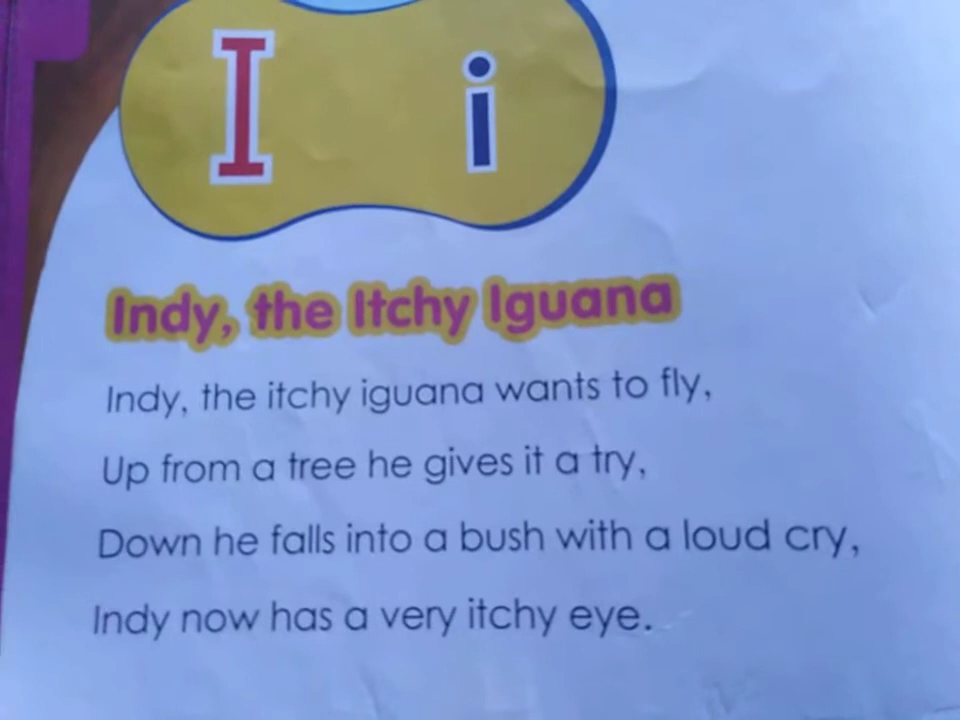 I i
Indy, the Itchy Iguana
Indy, the itchy iguana wants to fly,
Up from a tree he gives it a try,
Down he falls into a bush with a loud cry,
Indy now has a very itchy eye.